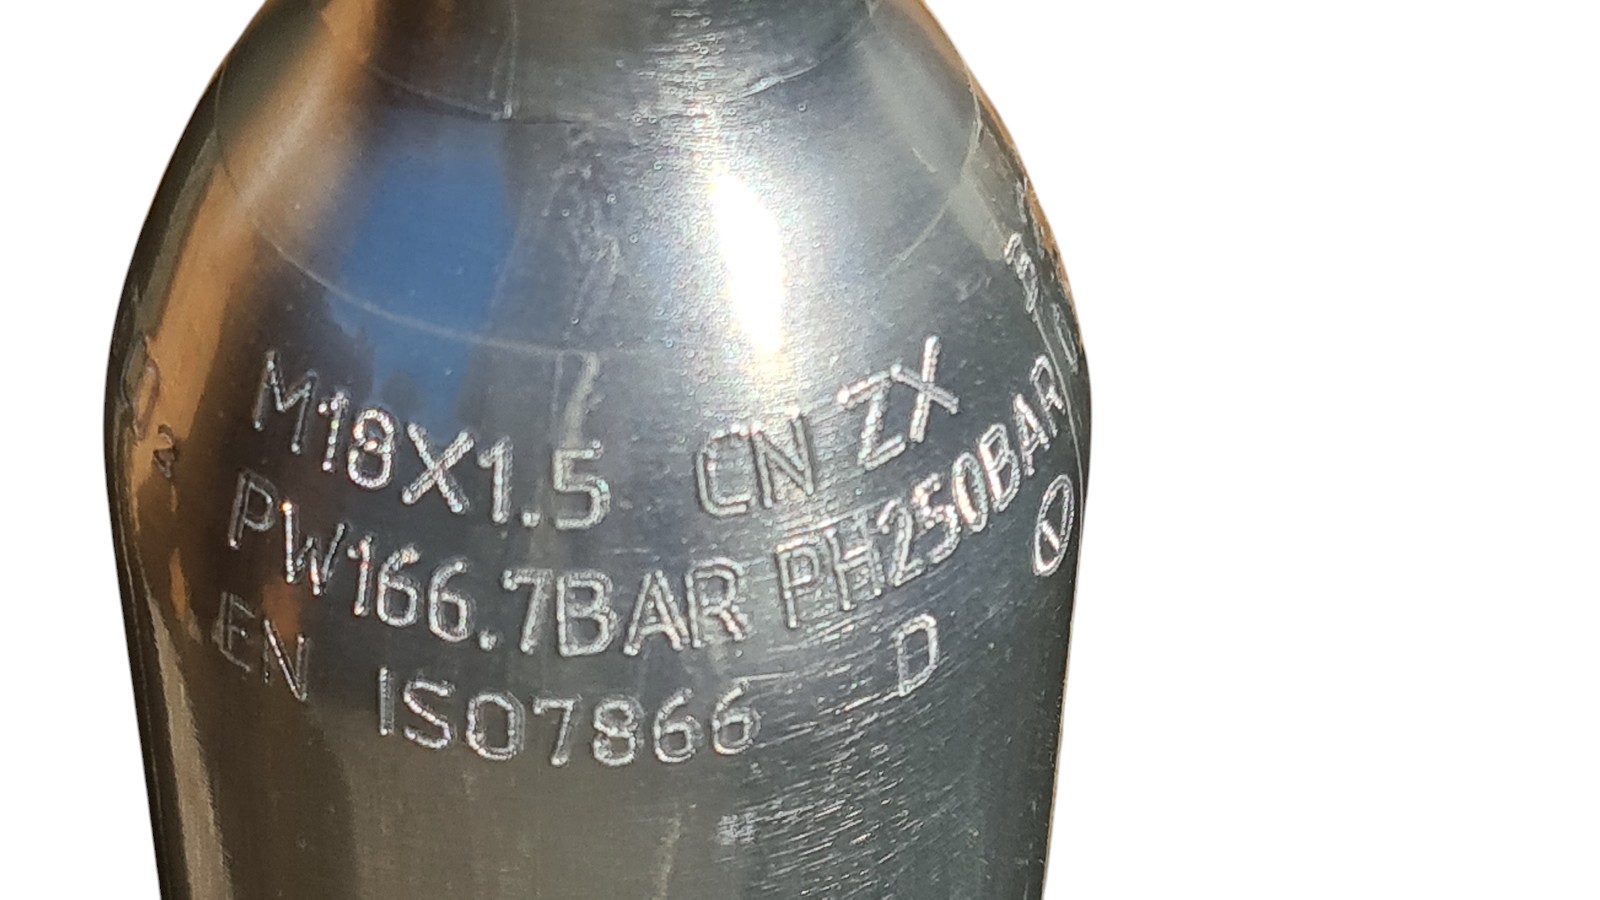 M18X1.5 CN ZX
PW166.7BAR PH250BAR
EN ISO7866 D